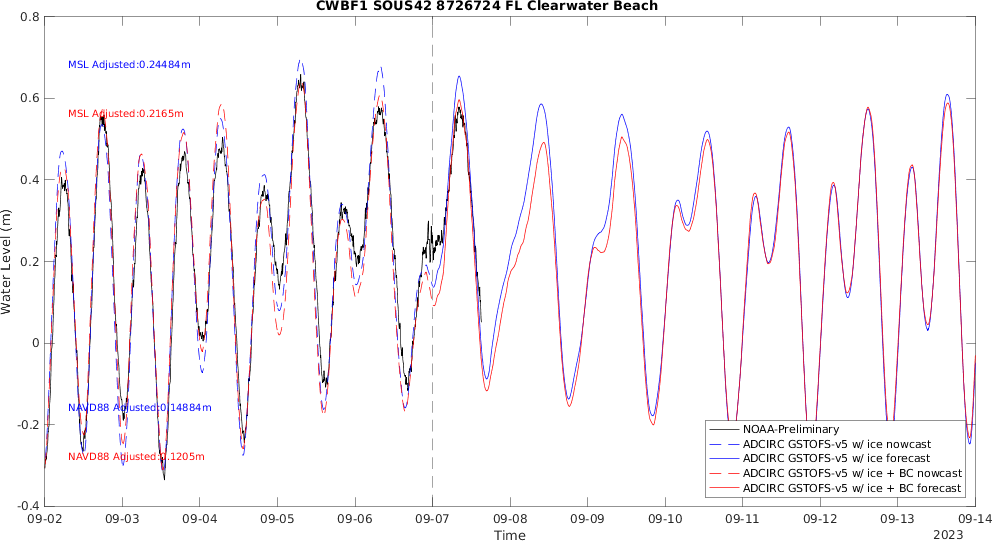 CWBF1 SOUS42 8726724 FL Clearwater Beach
0.8
0.6
0.4
0.2
0
-0.2
-0.4
Water Level (m)
MSL Adjusted:0.24484m
MSL Adjusted:0.2165m
NAVD88 Adjusted:0.14884m
NAVD88 Adjusted:0.1205m
NOAA-Preliminary
ADCIRC GSTOFS-v5 w/ ice nowcast
ADCIRC GSTOFS-v5 w/ ice forecast
ADCIRC GSTOFS-v5 w/ ice + BC nowcast
ADCIRC GSTOFS-v5 w/ ice + BC forecast
09-02 09-03 09-04 09-05 09-06 09-07 09-08 09-09 09-10 09-11 09-12 09-13 09-14
Time
2023